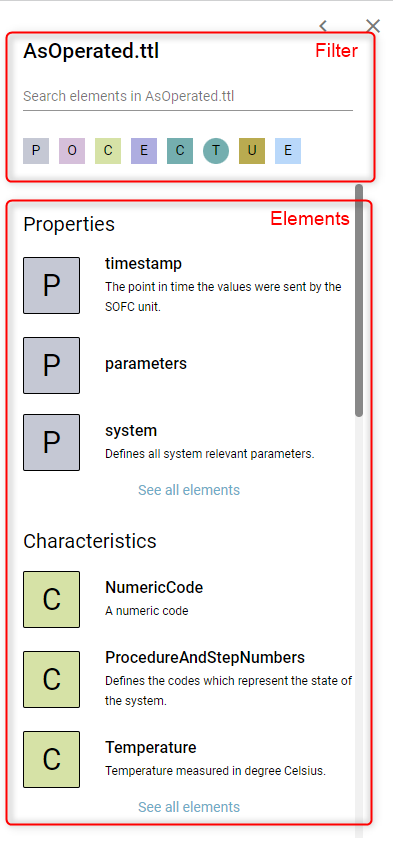 AsOperated.ttl
Filter
Search elements in AsOperated.ttl
P O C E C T U E
Elements
Properties
P
timestamp
The point in time the values were sent by the
SOFC unit.
P
parameters
P
system
Defines all system relevant parameters.
See all elements
Characteristics
C
NumericCode
A numeric code
C
ProcedureAndStepNumbers
Defines the codes which represent the state of
the system.
C
Temperature
Temperature measured in degree Celsius.
See all elements